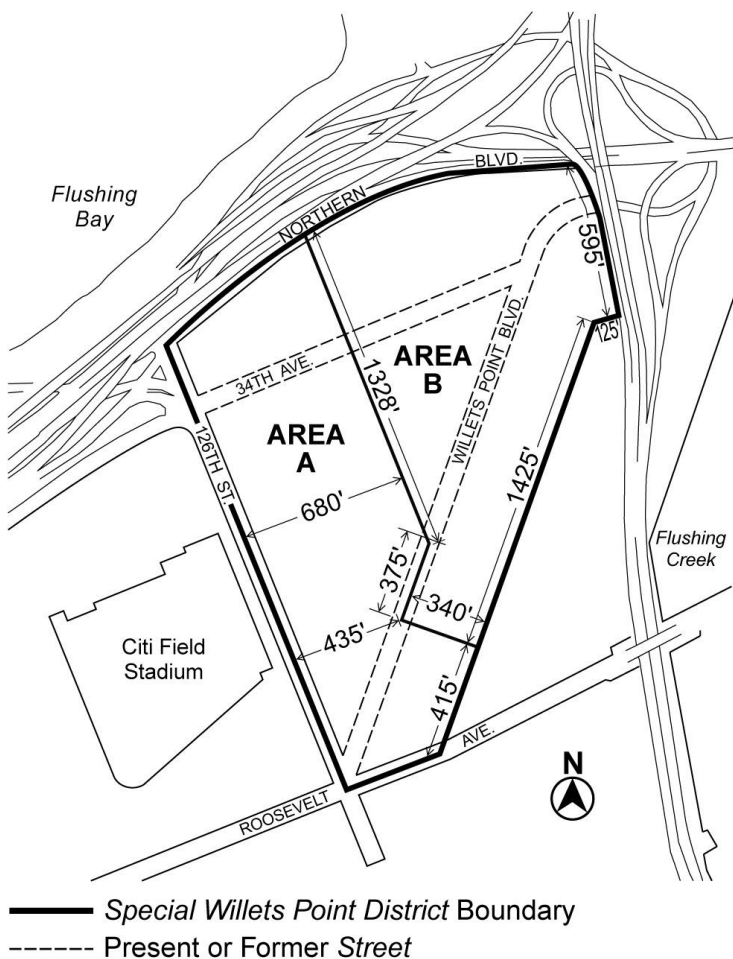 Flushing
Bay
NORTHERN
BLVD.
595'
125'
34TH AVE.
1328'
AREA
B
WILLETS POINT BLVD.
AREA
A
126TH ST.
680'
1425'
375'
340'
435'
415'
Flushing
Creek
Citi Field
Stadium
ROOSEVELT
AVE.
N
Special Willets Point District Boundary
Present or Former Street